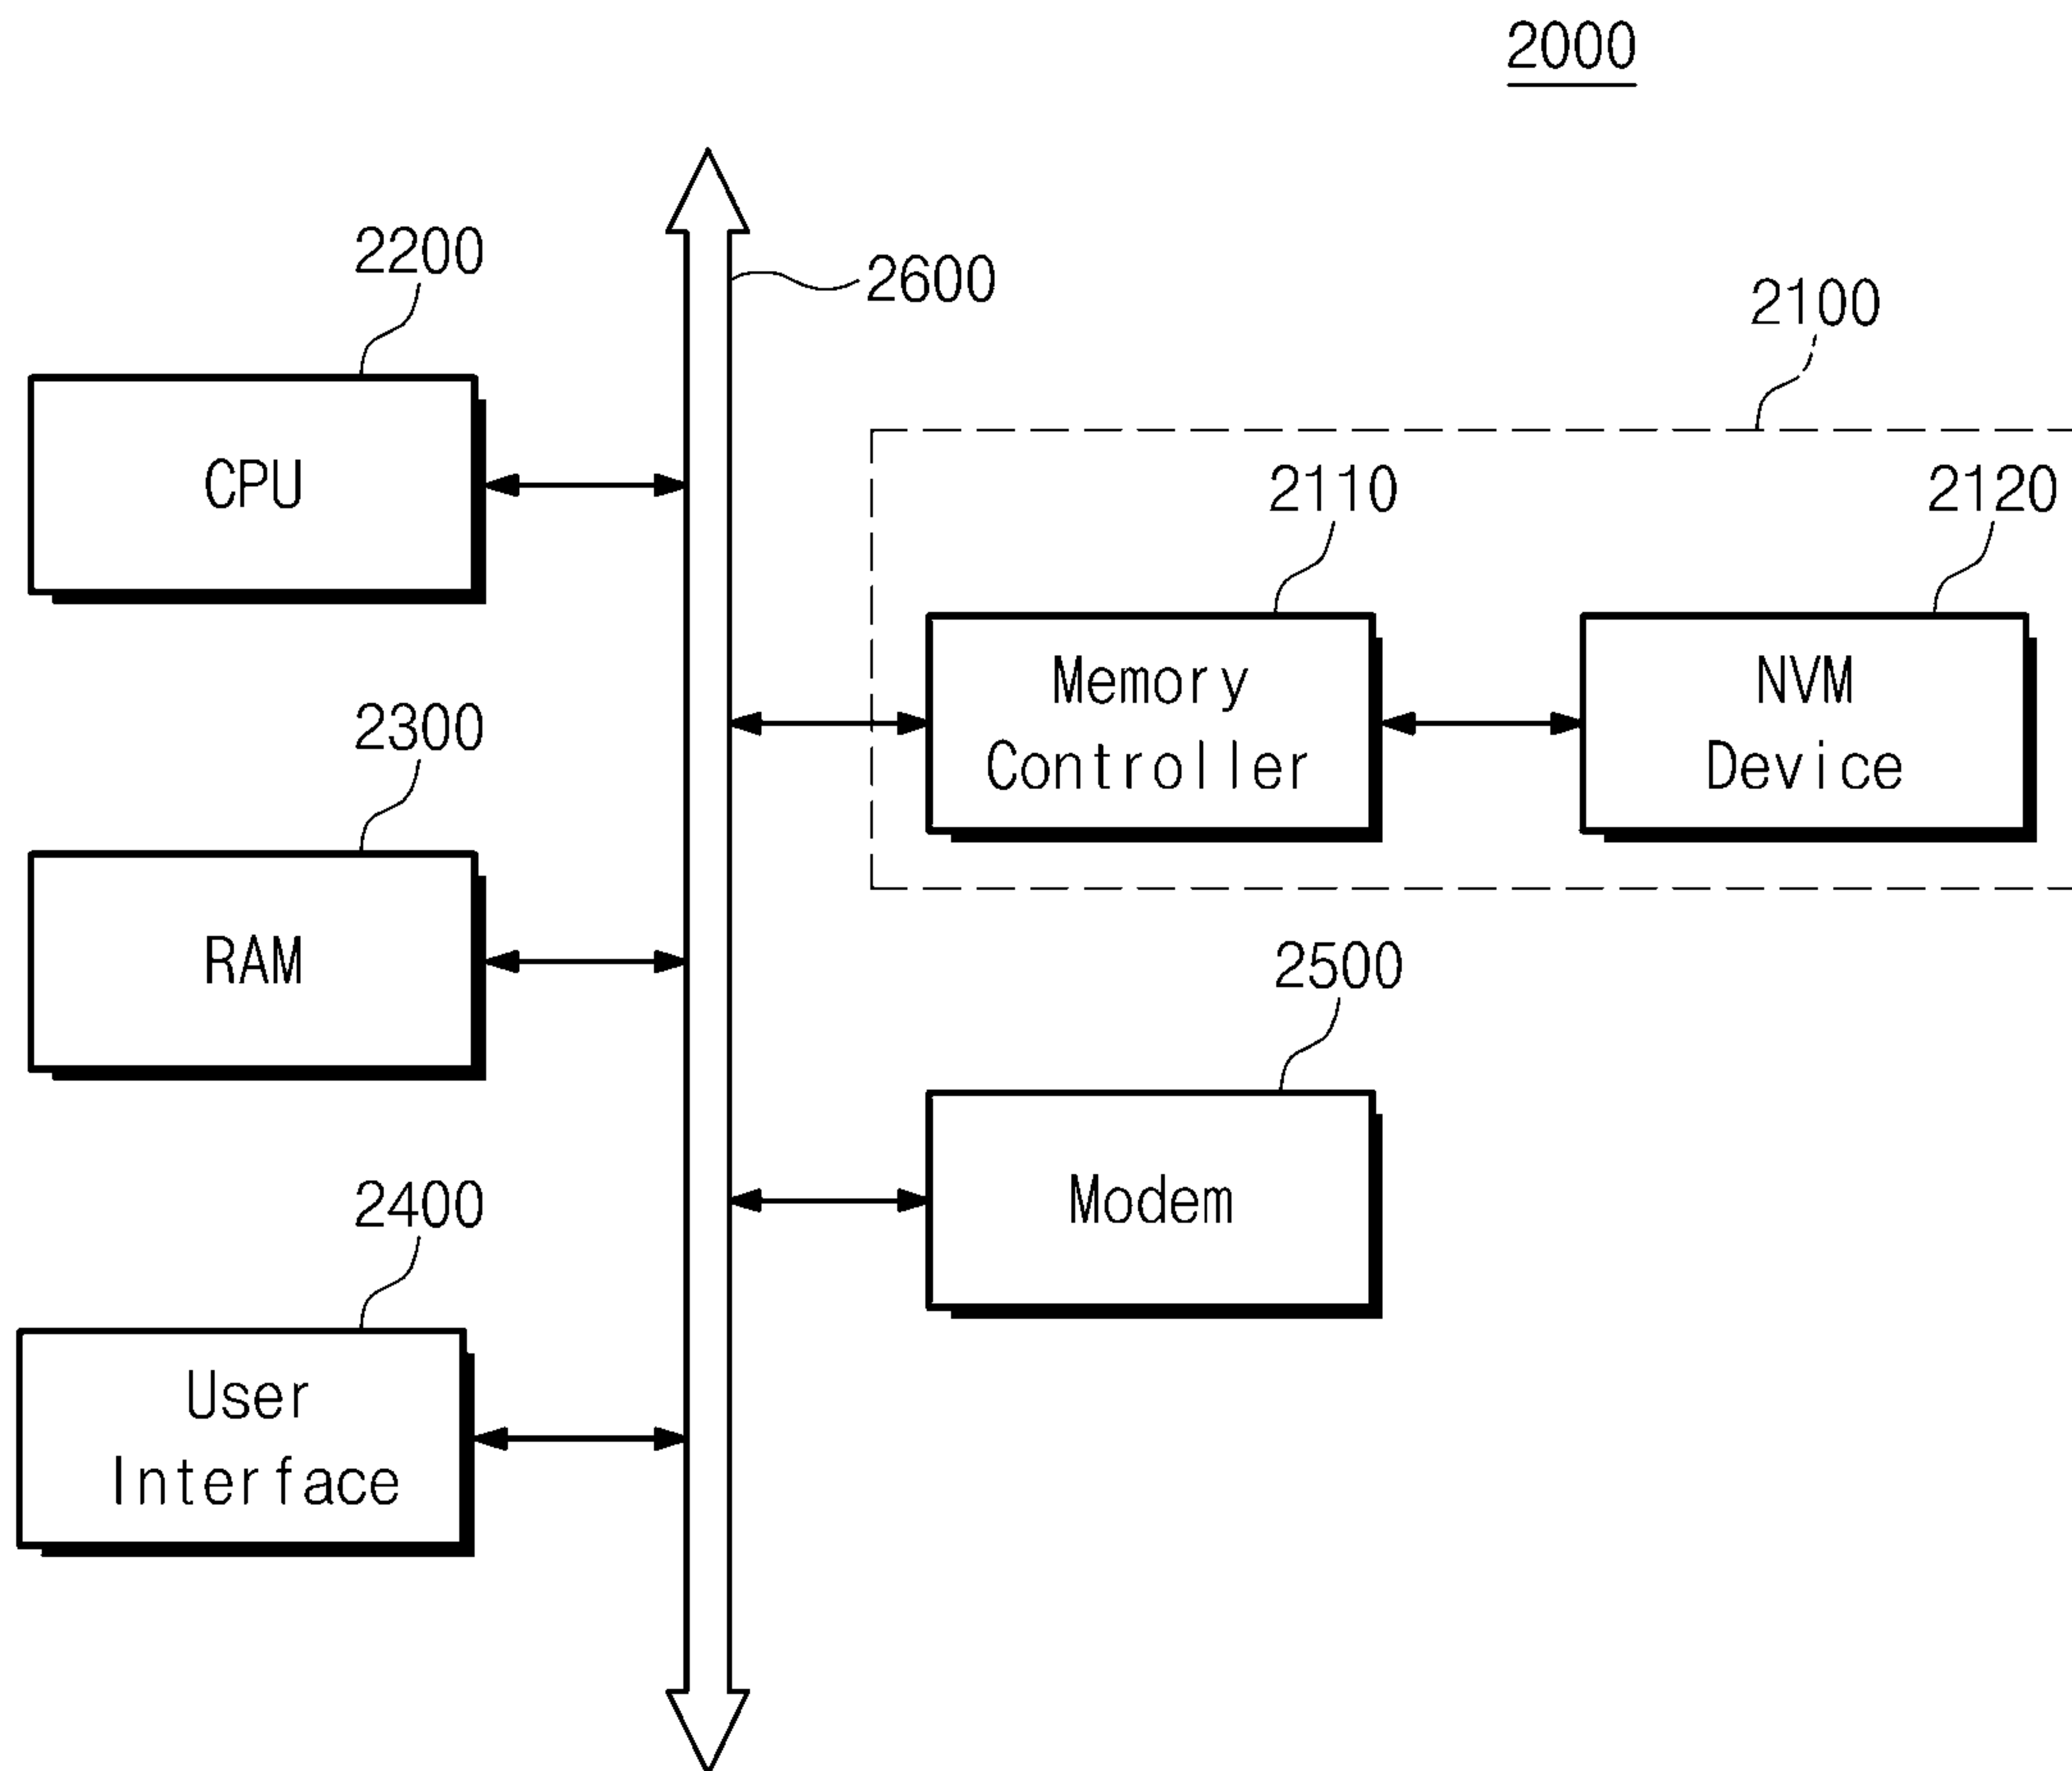 2000
2200
2600
2100
CPU
2110
2120
Memory
Controller
NVM
Device
2300
RAM
2500
Modem
2400
User
Interface